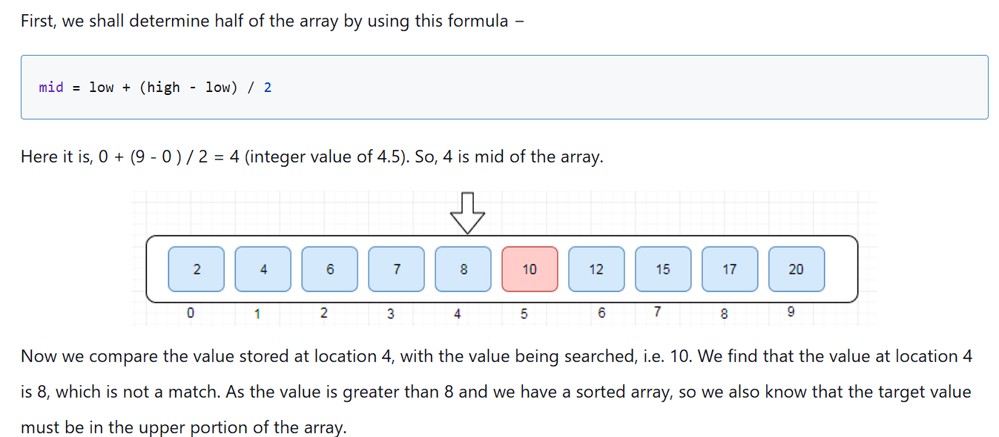 First, we shall determine half of the array by using this formula –
mid = low + (high - low) / 2
Here it is, 0 + (9 - 0 ) / 2 = 4 (integer value of 4.5). So, 4 is mid of the array.
2 4 6 7 8 10 12 15 17 20
0 1 2 3 4 5 6 7 8 9
Now we compare the value stored at location 4, with the value being searched, i.e. 10. We find that the value at location 4
is 8, which is not a match. As the value is greater than 8 and we have a sorted array, so we also know that the target value
must be in the upper portion of the array.